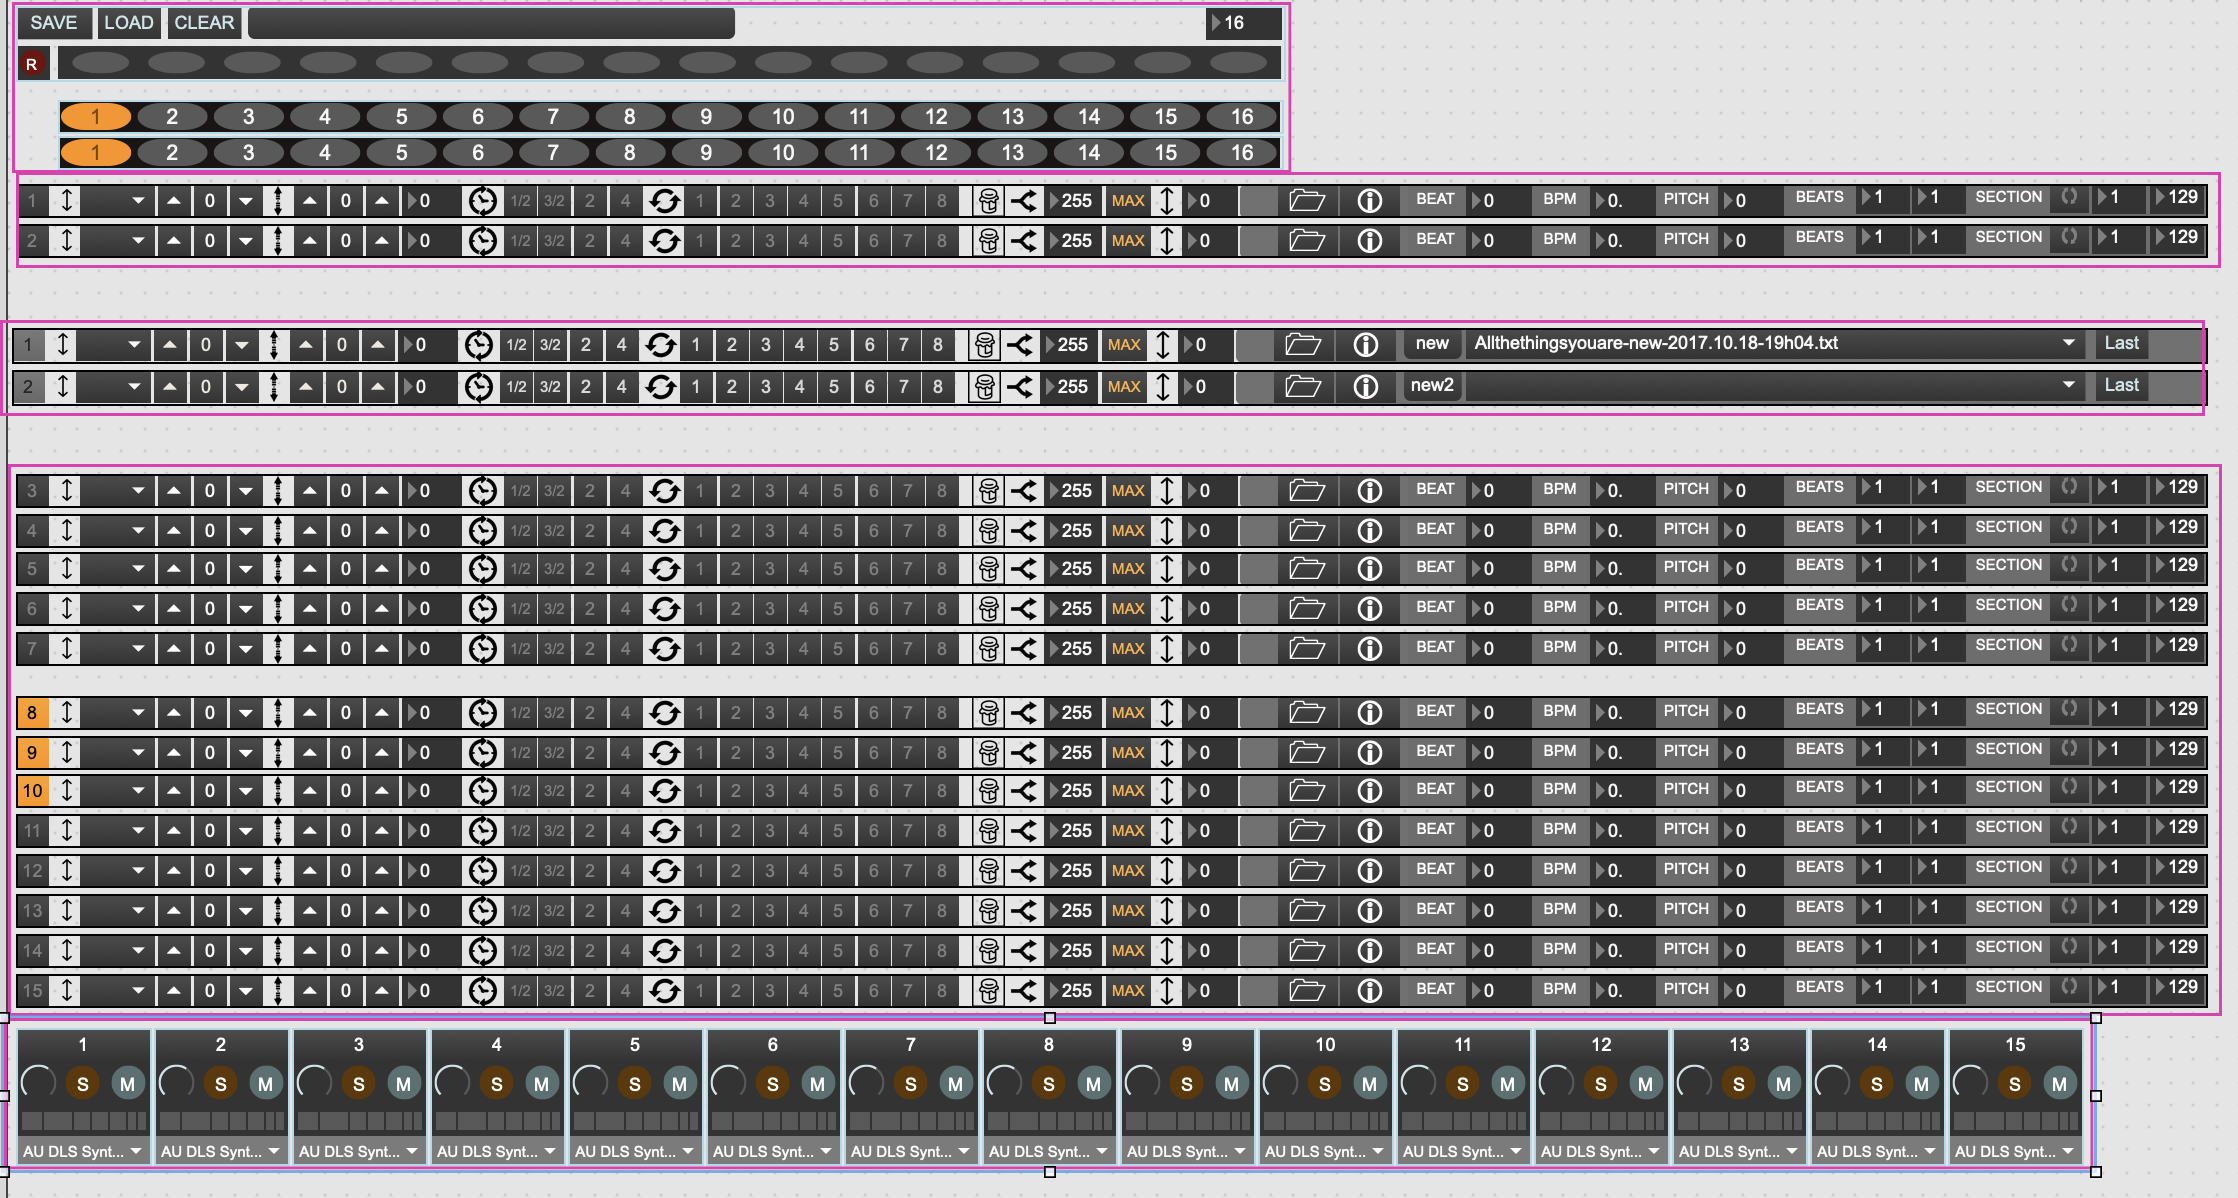 SAVE LOAD CLEAR 16
R
1 2 3 4 5 6 7 8 9 10 11 12 13 14 15 16
1 2 3 4 5 6 7 8 9 10 11 12 13 14 15 16
1 0 0 0 1/2 3/2 2 4 1 2 3 4 5 6 7 8 255 MAX 0 BEAT 0 BPM 0. PITCH 0 BEATS 1 1 SECTION 1 129
2 0 0 0 1/2 3/2 2 4 1 2 3 4 5 6 7 8 255 MAX 0 BEAT 0 BPM 0. PITCH 0 BEATS 1 1 SECTION 1 129
1 0 0 0 1/2 3/2 2 4 1 2 3 4 5 6 7 8 255 MAX 0 new Allthethingsyouare-new-2017.10.18-19h04.txt Last
2 0 0 0 1/2 3/2 2 4 1 2 3 4 5 6 7 8 255 MAX 0 new2 Last
3 0 0 0 1/2 3/2 2 4 1 2 3 4 5 6 7 8 255 MAX 0 BEAT 0 BPM 0. PITCH 0 BEATS 1 1 SECTION 1 129
4 0 0 0 1/2 3/2 2 4 1 2 3 4 5 6 7 8 255 MAX 0 BEAT 0 BPM 0. PITCH 0 BEATS 1 1 SECTION 1 129
5 0 0 0 1/2 3/2 2 4 1 2 3 4 5 6 7 8 255 MAX 0 BEAT 0 BPM 0. PITCH 0 BEATS 1 1 SECTION 1 129
6 0 0 0 1/2 3/2 2 4 1 2 3 4 5 6 7 8 255 MAX 0 BEAT 0 BPM 0. PITCH 0 BEATS 1 1 SECTION 1 129
7 0 0 0 1/2 3/2 2 4 1 2 3 4 5 6 7 8 255 MAX 0 BEAT 0 BPM 0. PITCH 0 BEATS 1 1 SECTION 1 129
8 0 0 0 1/2 3/2 2 4 1 2 3 4 5 6 7 8 255 MAX 0 BEAT 0 BPM 0. PITCH 0 BEATS 1 1 SECTION 1 129
9 0 0 0 1/2 3/2 2 4 1 2 3 4 5 6 7 8 255 MAX 0 BEAT 0 BPM 0. PITCH 0 BEATS 1 1 SECTION 1 129
10 0 0 0 1/2 3/2 2 4 1 2 3 4 5 6 7 8 255 MAX 0 BEAT 0 BPM 0. PITCH 0 BEATS 1 1 SECTION 1 129
11 0 0 0 1/2 3/2 2 4 1 2 3 4 5 6 7 8 255 MAX 0 BEAT 0 BPM 0. PITCH 0 BEATS 1 1 SECTION 1 129
12 0 0 0 1/2 3/2 2 4 1 2 3 4 5 6 7 8 255 MAX 0 BEAT 0 BPM 0. PITCH 0 BEATS 1 1 SECTION 1 129
13 0 0 0 1/2 3/2 2 4 1 2 3 4 5 6 7 8 255 MAX 0 BEAT 0 BPM 0. PITCH 0 BEATS 1 1 SECTION 1 129
14 0 0 0 1/2 3/2 2 4 1 2 3 4 5 6 7 8 255 MAX 0 BEAT 0 BPM 0. PITCH 0 BEATS 1 1 SECTION 1 129
15 0 0 0 1/2 3/2 2 4 1 2 3 4 5 6 7 8 255 MAX 0 BEAT 0 BPM 0. PITCH 0 BEATS 1 1 SECTION 1 129
1 2 3 4 5 6 7 8 9 10 11 12 13 14 15
S M S M S M S M S M S M S M S M S M S M S M S M S M S M S M
AU DLS Synt... AU DLS Synt... AU DLS Synt... AU DLS Synt... AU DLS Synt... AU DLS Synt... AU DLS Synt... AU DLS Synt... AU DLS Synt... AU DLS Synt... AU DLS Synt... AU DLS Synt... AU DLS Synt... AU DLS Synt... AU DLS Synt...